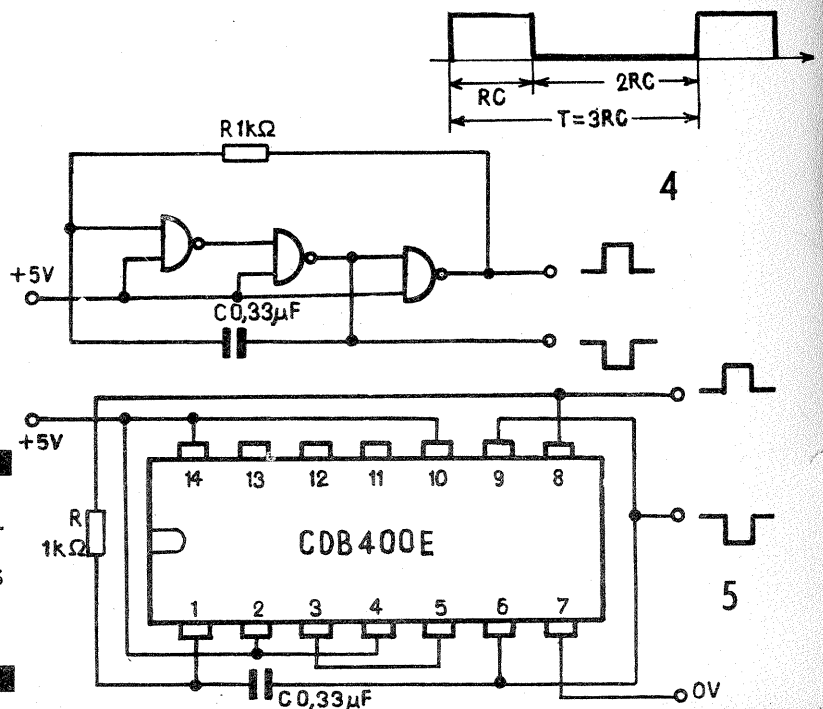 RC
2RC
T=3RC
4
R1kΩ
+5V
C0,33µF
+5V
14 13 12 11 10 9 8
R
1kΩ
CDB400E
5
1 2 3 4 5 6 7
C0,33µF
0V